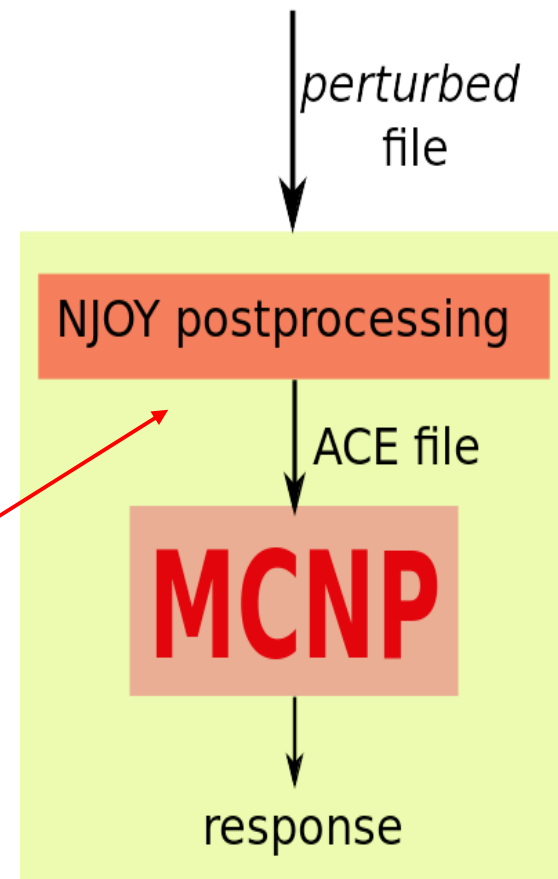 perturbed
file
NJOY postprocessing
ACE file
MCNP
response